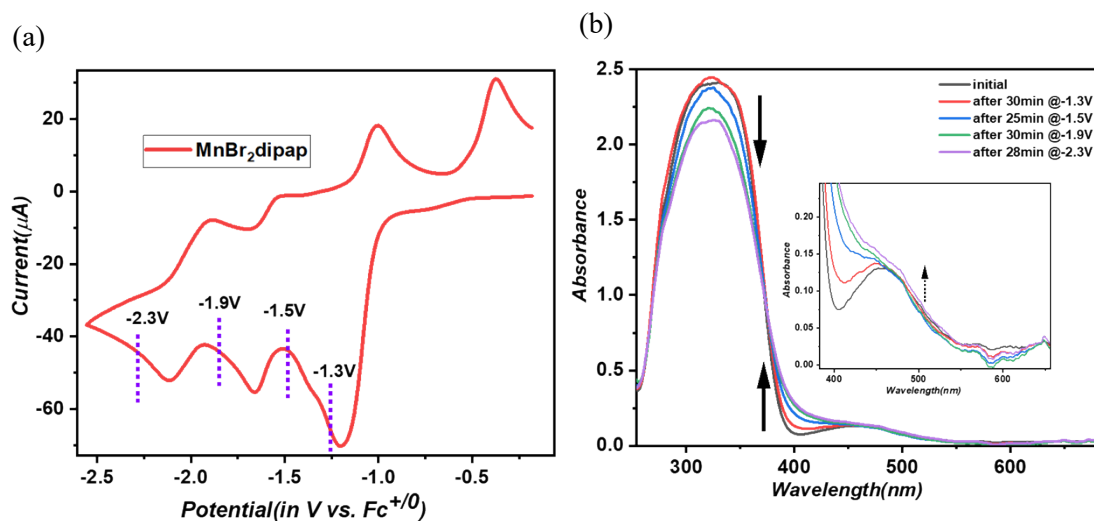 (a)
Current(μA)
20
0
-20
-40
-60
MnBr₂dipap
-2.3V
-1.9V
-1.5V
-1.3V
-2.5
-2.0
-1.5
-1.0
-0.5
Potential(in V vs. Fc⁺/⁰)
(b)
Absorbance
2.5
2.0
1.5
1.0
0.5
0.0
initial
after 30min @-1.3V
after 25min @-1.5V
after 30min @-1.9V
after 28min @-2.3V
Absorbance
0.20
0.15
0.10
0.05
0.00
400
500
600
Wavelength(nm)
300
400
500
600
Wavelength(nm)